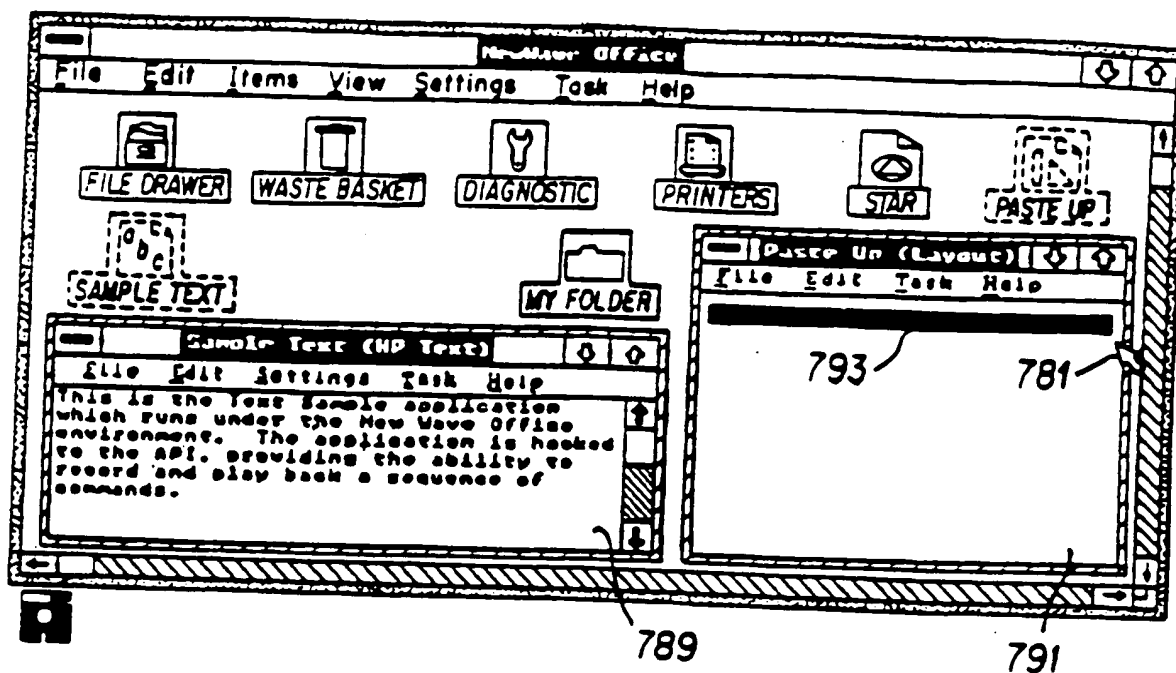 NewWave Office
File Edit Items View Settings Task Help
FILE DRAWER WASTE BASKET DIAGNOSTIC PRINTERS STAR PASTE UP
abc
SAMPLE TEXT MY FOLDER
Paste Up (Layout)
File Edit Task Help
Sample Text (HP Text)
File Edit Settings Task Help
This is the Text Sample application
which runs under the New Wave Office
environment. The application is hooked
to the API, providing the ability to
record and play back a sequence of
commands.
793 781
789 791